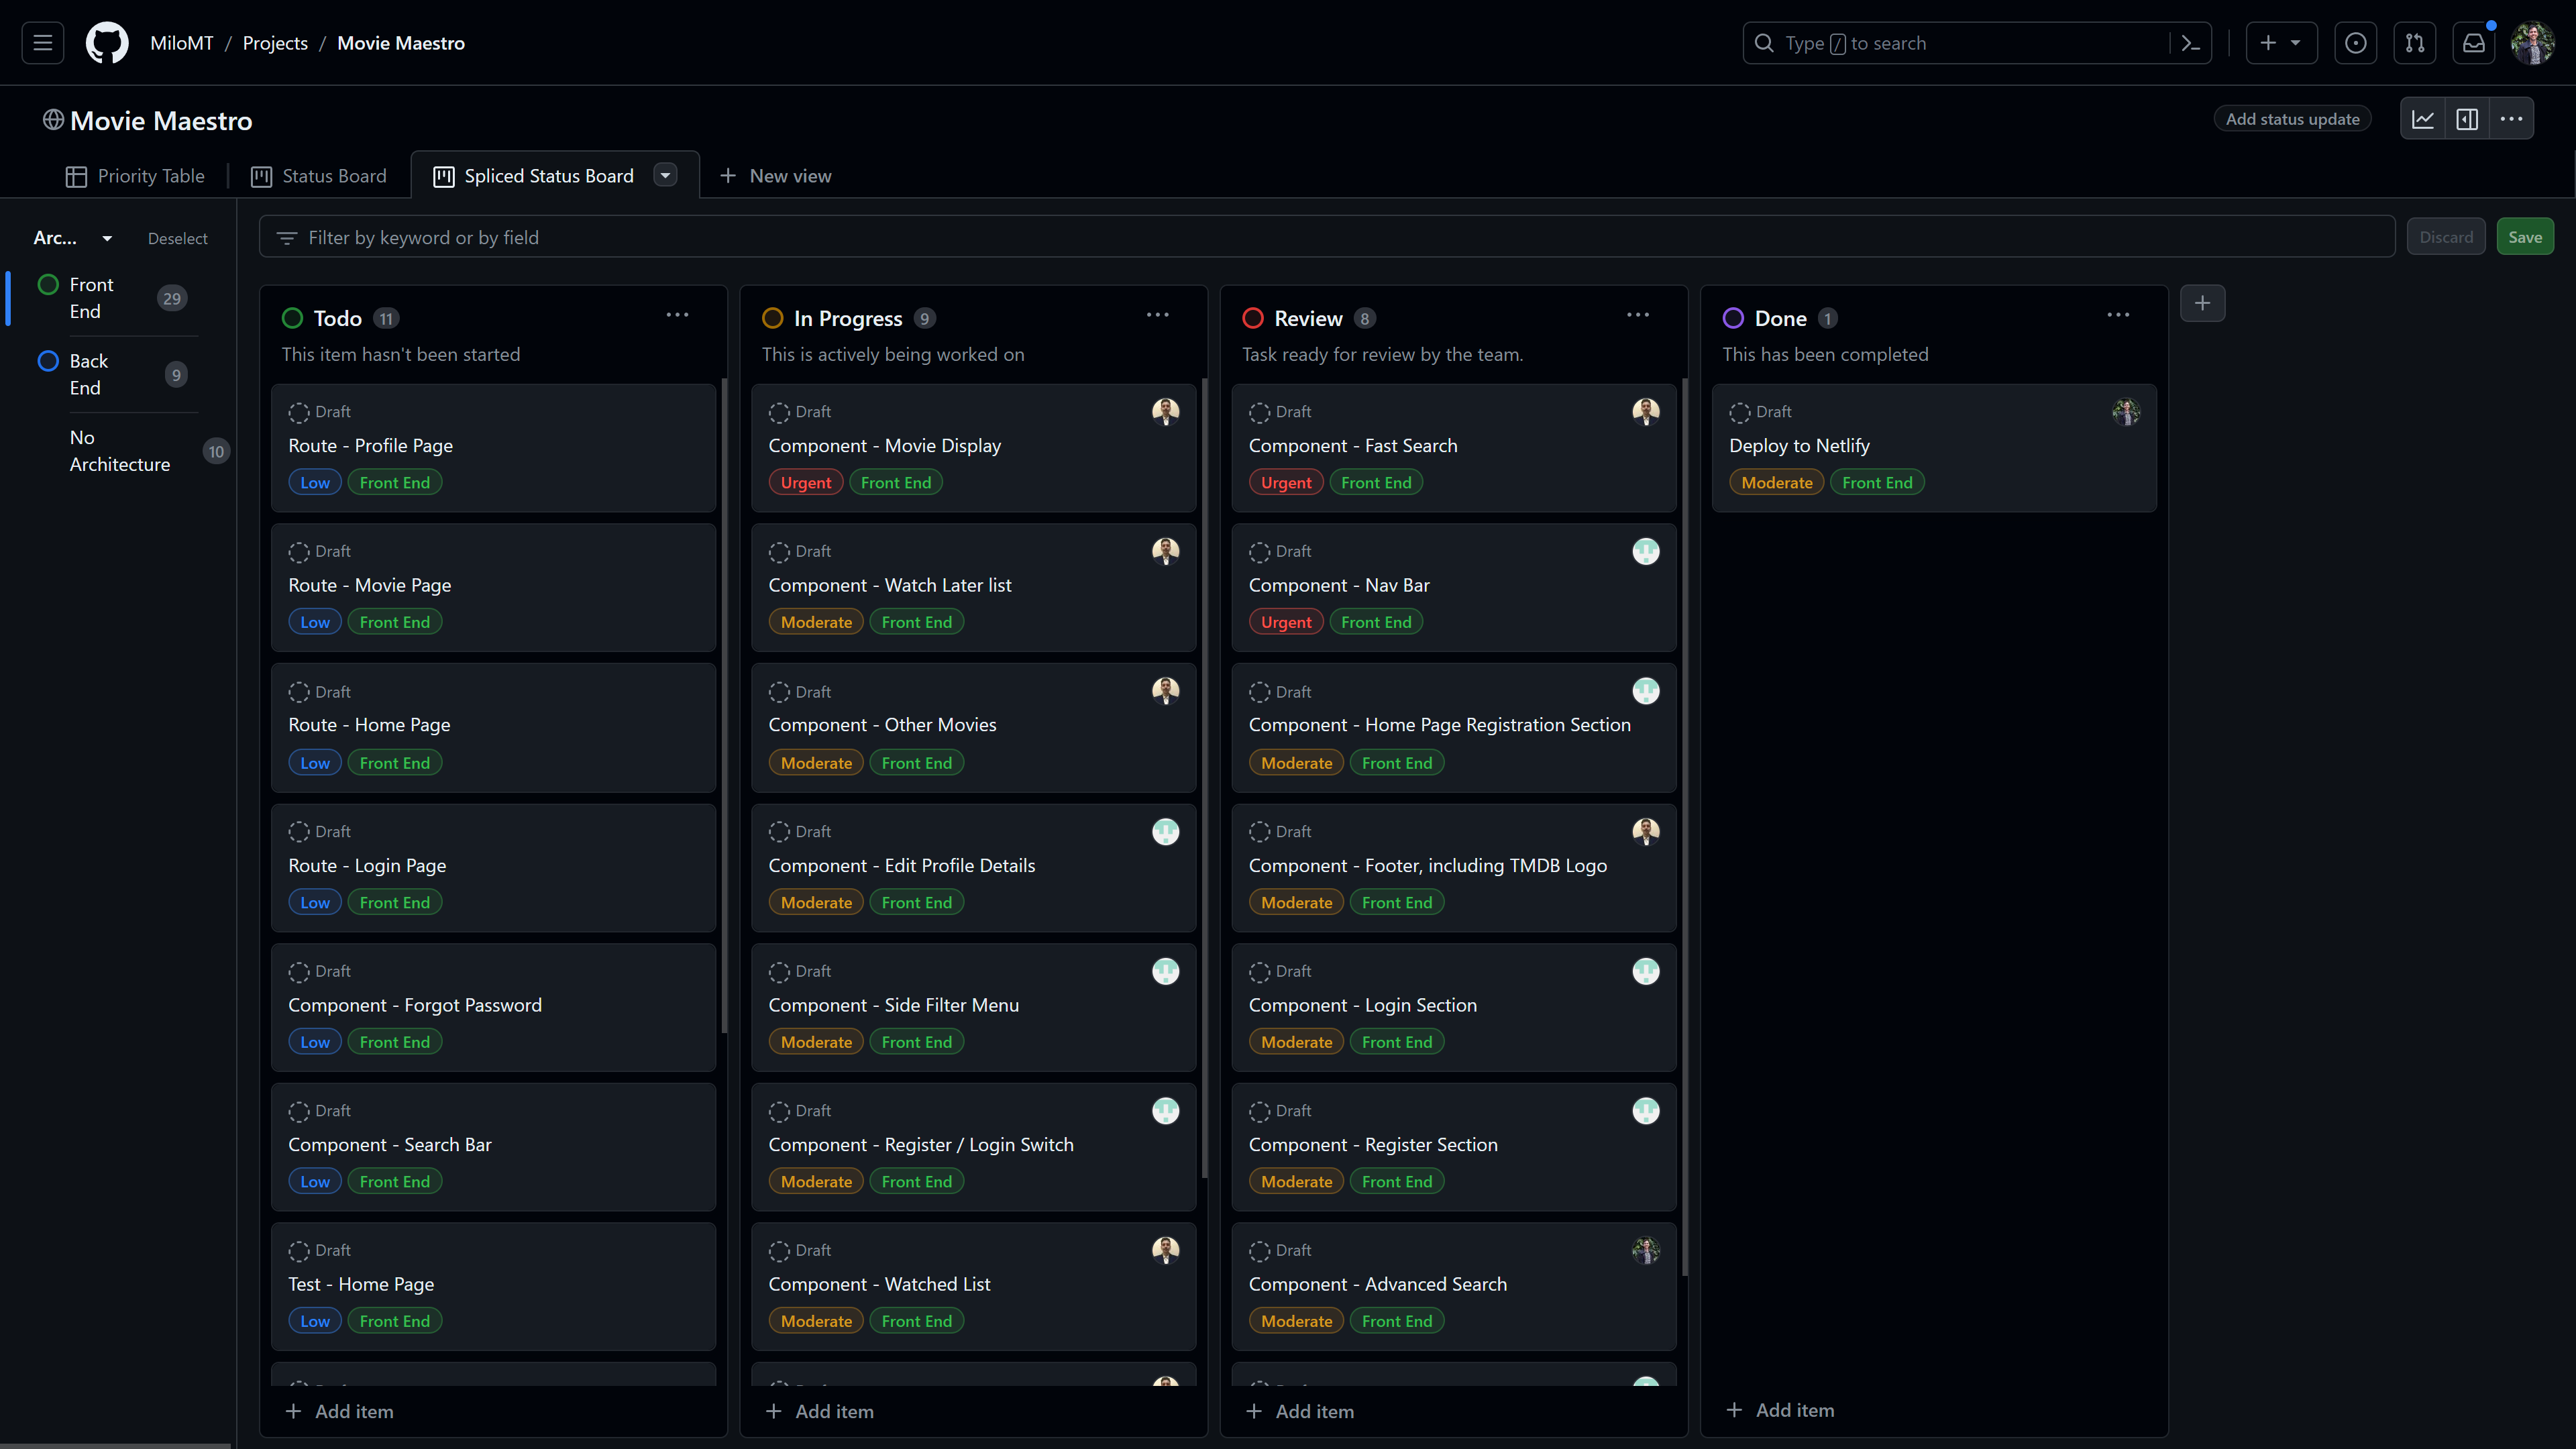 MiloMT / Projects / Movie Maestro
Type / to search
Movie Maestro
Add status update
Priority Table
Status Board
Spliced Status Board
New view
Arc...
Deselect
Front End
29
Back End
9
No Architecture
10
Filter by keyword or by field
Discard
Save
Todo 11
This item hasn't been started
Draft
Route - Profile Page
Low Front End
Draft
Route - Movie Page
Low Front End
Draft
Route - Home Page
Low Front End
Draft
Route - Login Page
Low Front End
Draft
Component - Forgot Password
Low Front End
Draft
Component - Search Bar
Low Front End
Draft
Test - Home Page
Low Front End
Add item
In Progress 9
This is actively being worked on
Draft
Component - Movie Display
Urgent Front End
Draft
Component - Watch Later list
Moderate Front End
Draft
Component - Other Movies
Moderate Front End
Draft
Component - Edit Profile Details
Moderate Front End
Draft
Component - Side Filter Menu
Moderate Front End
Draft
Component - Register / Login Switch
Moderate Front End
Draft
Component - Watched List
Moderate Front End
Add item
Review 8
Task ready for review by the team.
Draft
Component - Fast Search
Urgent Front End
Draft
Component - Nav Bar
Urgent Front End
Draft
Component - Home Page Registration Section
Moderate Front End
Draft
Component - Footer, including TMDB Logo
Moderate Front End
Draft
Component - Login Section
Moderate Front End
Draft
Component - Register Section
Moderate Front End
Draft
Component - Advanced Search
Moderate Front End
Add item
Done 1
This has been completed
Draft
Deploy to Netlify
Moderate Front End
Add item